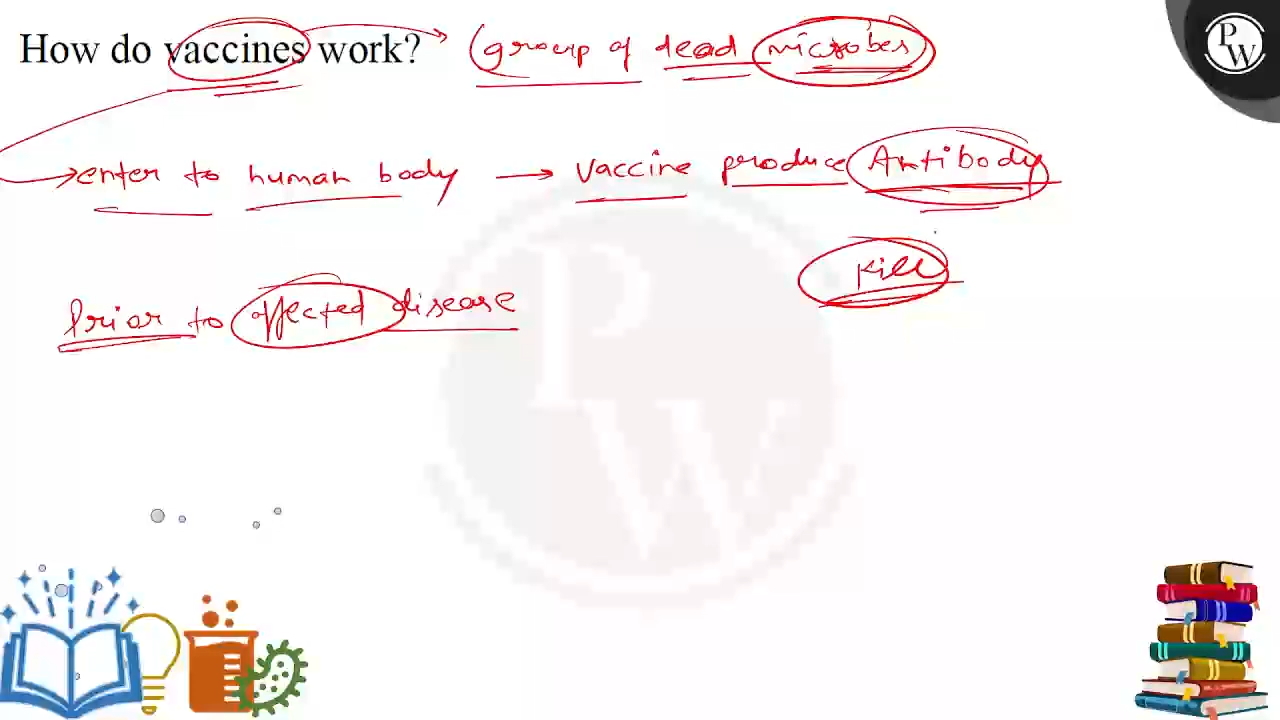 How do vaccines work? → (group of dead microbes)
→ enter to human body → Vaccine produce Antibody
kill
Prior to affected disease
PW
PW